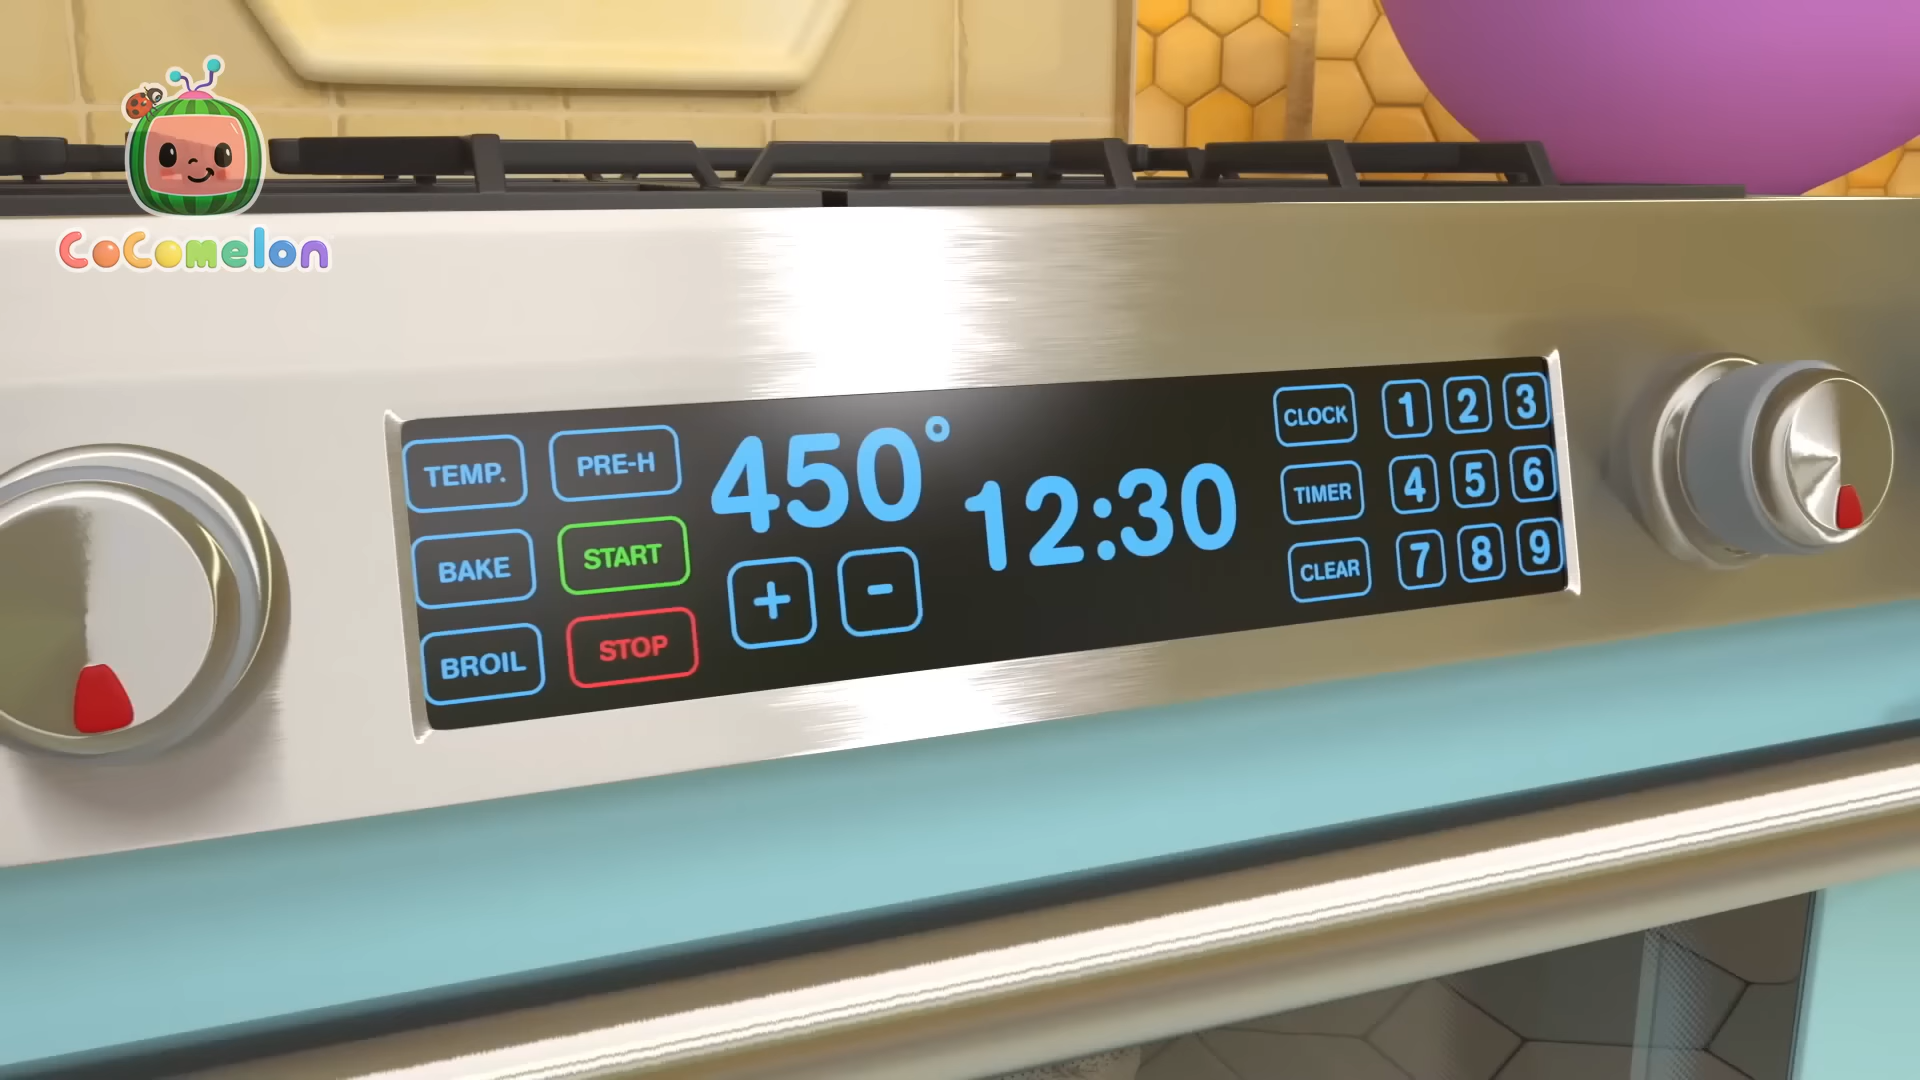 CoComelon
TEMP. PRE-H 450° 12:30 CLOCK 1 2 3
BAKE START + - TIMER 4 5 6
BROIL STOP CLEAR 7 8 9